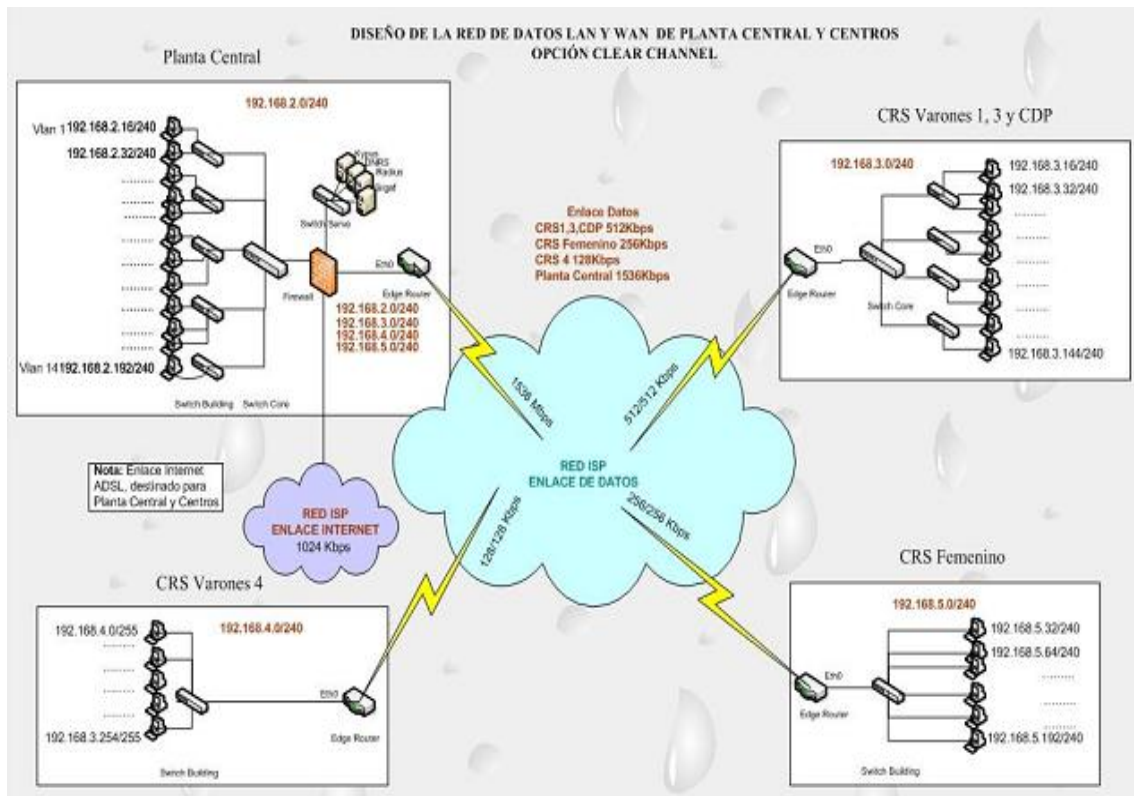 DISEÑO DE LA RED DE DATOS LAN Y WAN DE PLANTA CENTRAL Y CENTROS
OPCIÓN CLEAR CHANNEL
Planta Central
192.168.2.0/240
Vlan 1 192.168.2.16/240
192.168.2.32/240
.........
.........
.........
.........
.........
.........
.........
.........
Vlan 14 192.168.2.192/240
Switch Building
Switch Core
Radius
Switch Serve
Firewall
Eth0
Edge Router
192.168.2.0/240
192.168.3.0/240
192.168.4.0/240
192.168.5.0/240
Enlace Datos
CRS1,3,CDP 512Kbps
CRS Femenino 256Kbps
CRS 4 128Kbps
Planta Central 1536Kbps
CRS Varones 1, 3 y CDP
192.168.3.0/240
192.168.3.16/240
192.168.3.32/240
.........
.........
.........
.........
.........
192.168.3.144/240
Eth0
Edge Router
Switch Core
1536 Mbps
512/512 Kbps
RED ISP
ENLACE DE DATOS
128/128 Kbps
256/256 Kbps
Nota: Enlace Internet
ADSL, destinado para
Planta Central y Centros
RED ISP
ENLACE INTERNET
1024 Kbps
CRS Varones 4
192.168.4.0/240
192.168.4.0/255
.........
.........
.........
.........
192.168.3.254/255
Eth0
Edge Router
Switch Building
CRS Femenino
192.168.5.0/240
192.168.5.32/240
192.168.5.64/240
.........
.........
.........
192.168.5.192/240
Eth0
Edge Router
Switch Building